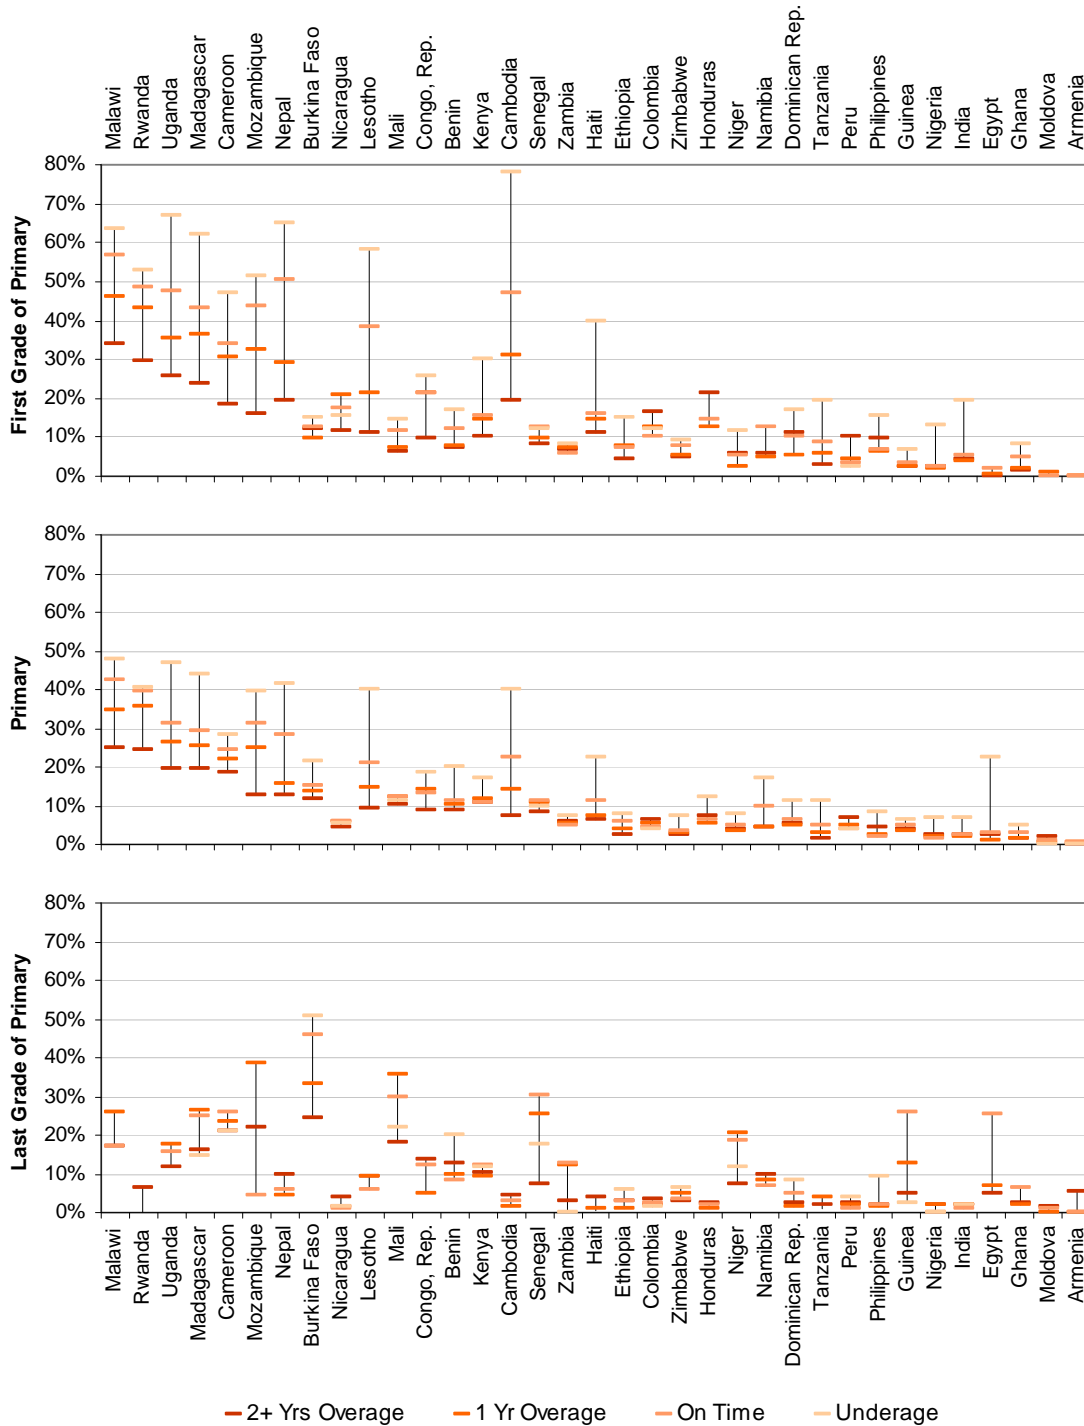 Malawi
Rwanda
Uganda
Madagascar
Cameroon
Mozambique
Nepal
Burkina Faso
Nicaragua
Lesotho
Mali
Congo, Rep.
Benin
Kenya
Cambodia
Senegal
Zambia
Haiti
Ethiopia
Colombia
Zimbabwe
Honduras
Niger
Namibia
Dominican Rep.
Tanzania
Peru
Philippines
Guinea
Nigeria
India
Egypt
Ghana
Moldova
Armenia
First Grade of Primary
80%
70%
60%
50%
40%
30%
20%
10%
0%
Primary
80%
70%
60%
50%
40%
30%
20%
10%
0%
Last Grade of Primary
80%
70%
60%
50%
40%
30%
20%
10%
0%
Malawi
Rwanda
Uganda
Madagascar
Cameroon
Mozambique
Nepal
Burkina Faso
Nicaragua
Lesotho
Mali
Congo, Rep.
Benin
Kenya
Cambodia
Senegal
Zambia
Haiti
Ethiopia
Colombia
Zimbabwe
Honduras
Niger
Namibia
Dominican Rep.
Tanzania
Peru
Philippines
Guinea
Nigeria
India
Egypt
Ghana
Moldova
Armenia
2+ Yrs Overage 1 Yr Overage On Time Underage